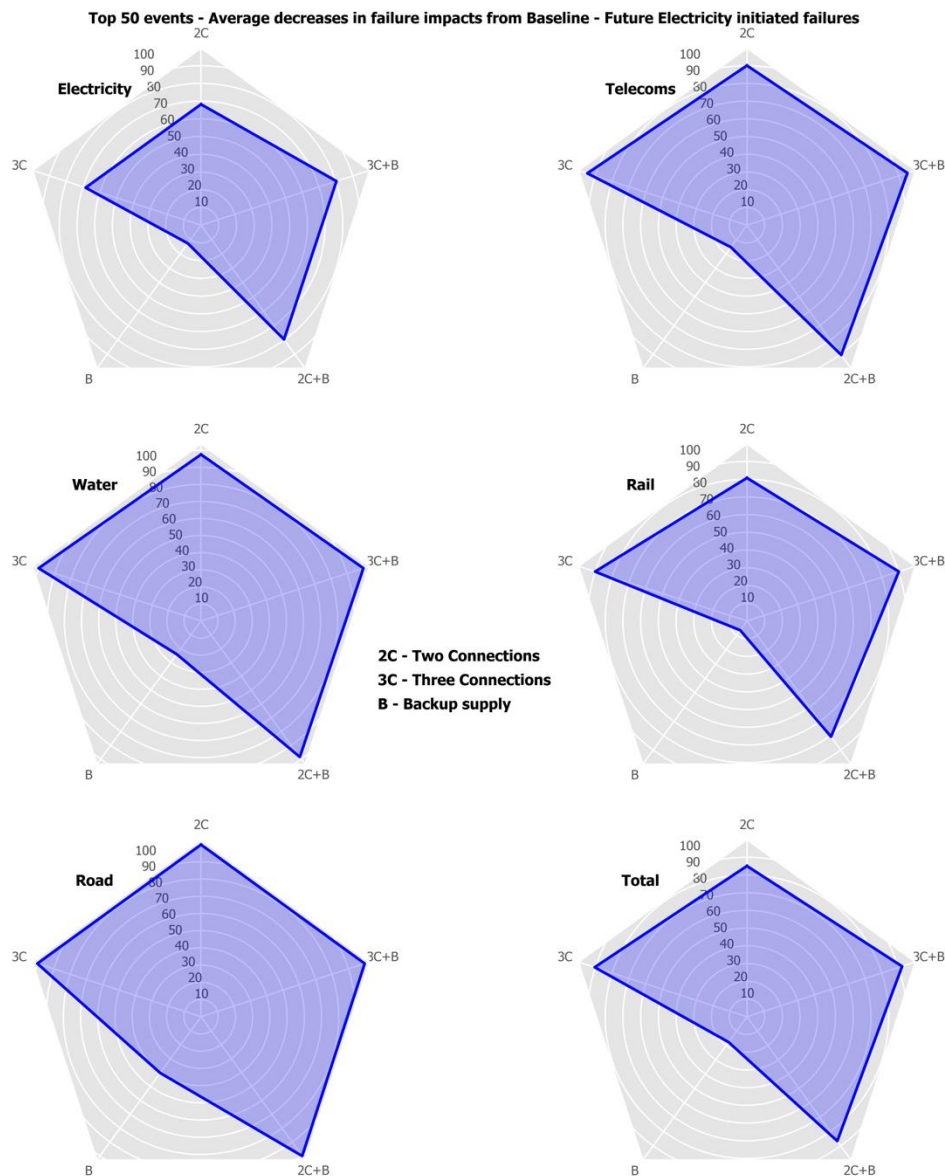 Top 50 events - Average decreases in failure impacts from Baseline - Future Electricity initiated failures
2C
100
90
80
70
60
50
40
30
20
10
Electricity
3C
3C+B
B
2C+B
2C
100
90
80
70
60
50
40
30
20
10
Telecoms
3C
3C+B
B
2C+B
2C
100
90
80
70
60
50
40
30
20
10
Water
3C
3C+B
B
2C+B
2C
100
90
80
70
60
50
40
30
20
10
Rail
3C
3C+B
B
2C+B
2C - Two Connections
3C - Three Connections
B - Backup supply
2C
100
90
80
70
60
50
40
30
20
10
Road
3C
3C+B
B
2C+B
2C
100
90
80
70
60
50
40
30
20
10
Total
3C
3C+B
B
2C+B